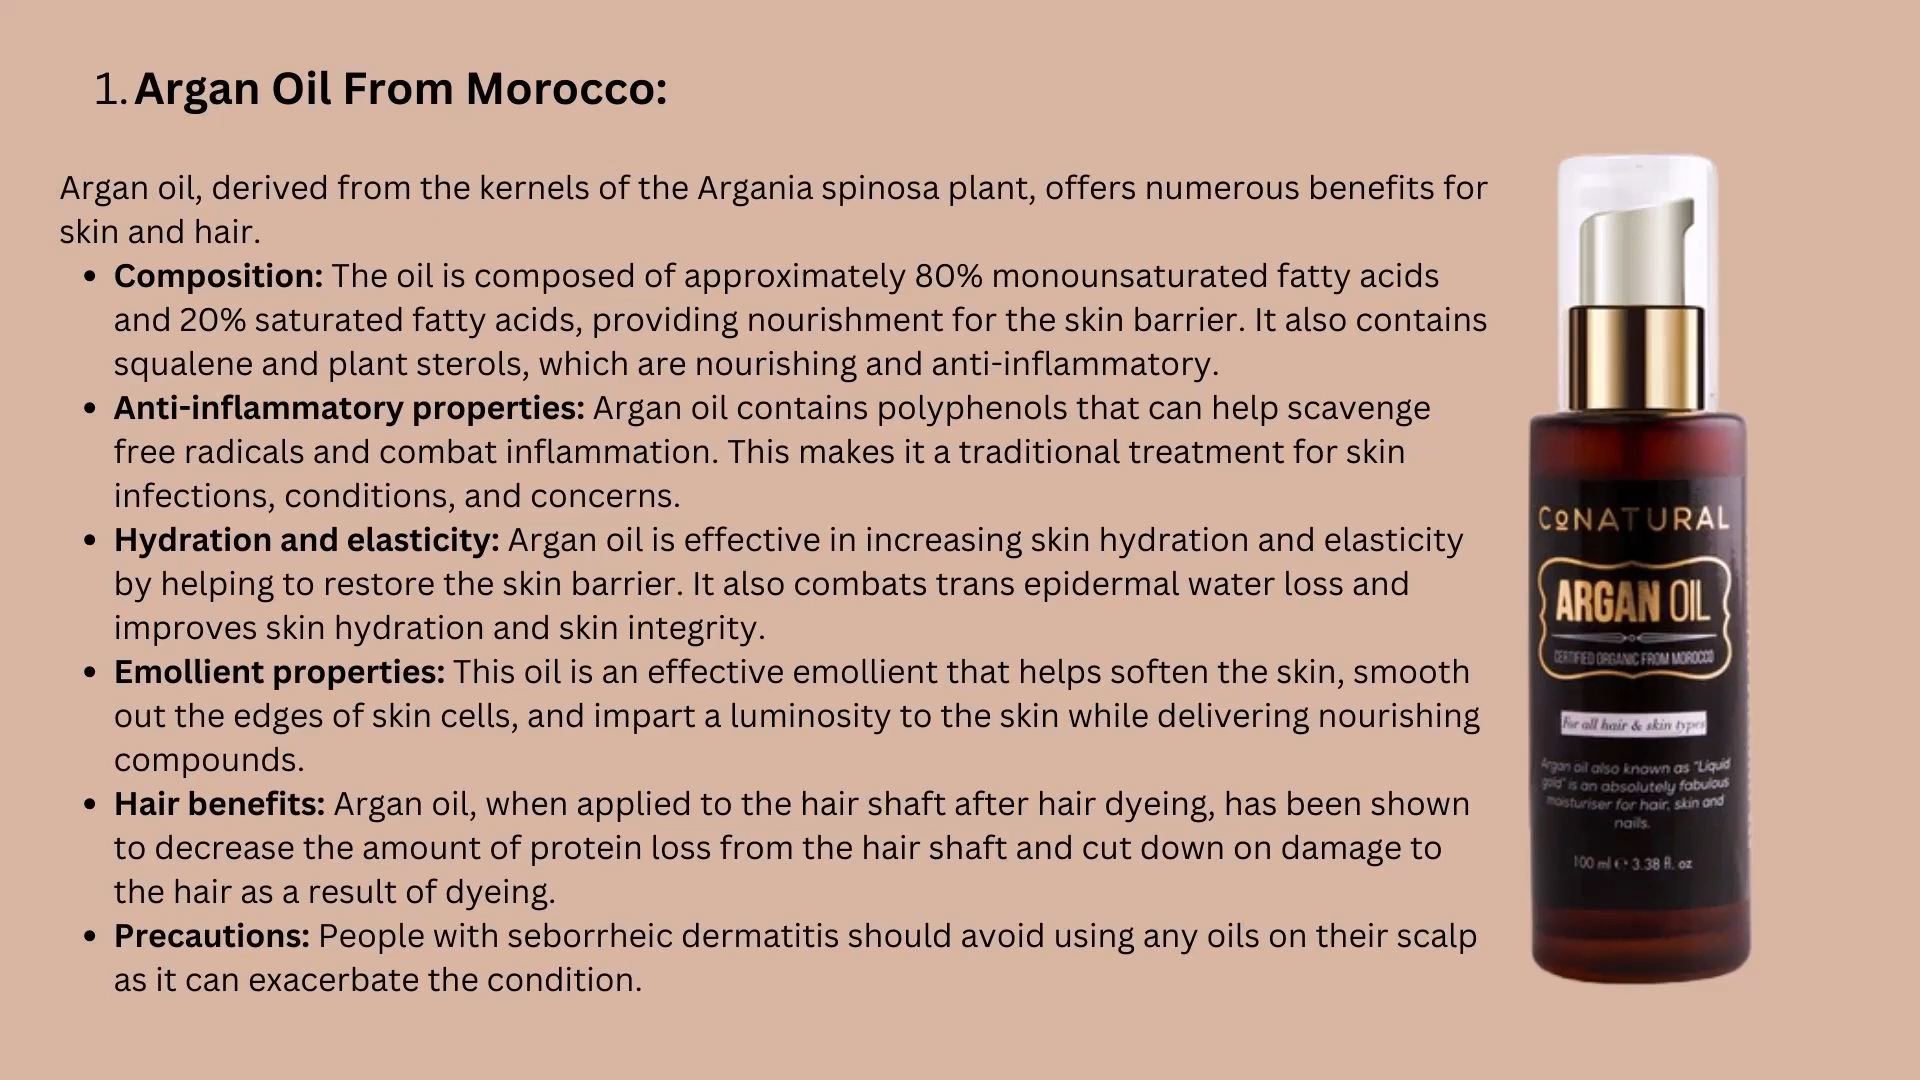 1. Argan Oil From Morocco:
Argan oil, derived from the kernels of the Argania spinosa plant, offers numerous benefits for
skin and hair.
• Composition: The oil is composed of approximately 80% monounsaturated fatty acids
and 20% saturated fatty acids, providing nourishment for the skin barrier. It also contains
squalene and plant sterols, which are nourishing and anti-inflammatory.
• Anti-inflammatory properties: Argan oil contains polyphenols that can help scavenge
free radicals and combat inflammation. This makes it a traditional treatment for skin
infections, conditions, and concerns.
• Hydration and elasticity: Argan oil is effective in increasing skin hydration and elasticity
by helping to restore the skin barrier. It also combats trans epidermal water loss and
improves skin hydration and skin integrity.
• Emollient properties: This oil is an effective emollient that helps soften the skin, smooth
out the edges of skin cells, and impart a luminosity to the skin while delivering nourishing
compounds.
• Hair benefits: Argan oil, when applied to the hair shaft after hair dyeing, has been shown
to decrease the amount of protein loss from the hair shaft and cut down on damage to
the hair as a result of dyeing.
• Precautions: People with seborrheic dermatitis should avoid using any oils on their scalp
as it can exacerbate the condition.
CoNATURAL
ARGAN OIL
CERTIFIED ORGANIC FROM MOROCCO
For all hair & skin types
Argan oil also known as "Liquid
gold" is an absolutely fabulous
moisturiser for hair, skin and
nails.
100 ml e 3.38 fl. oz